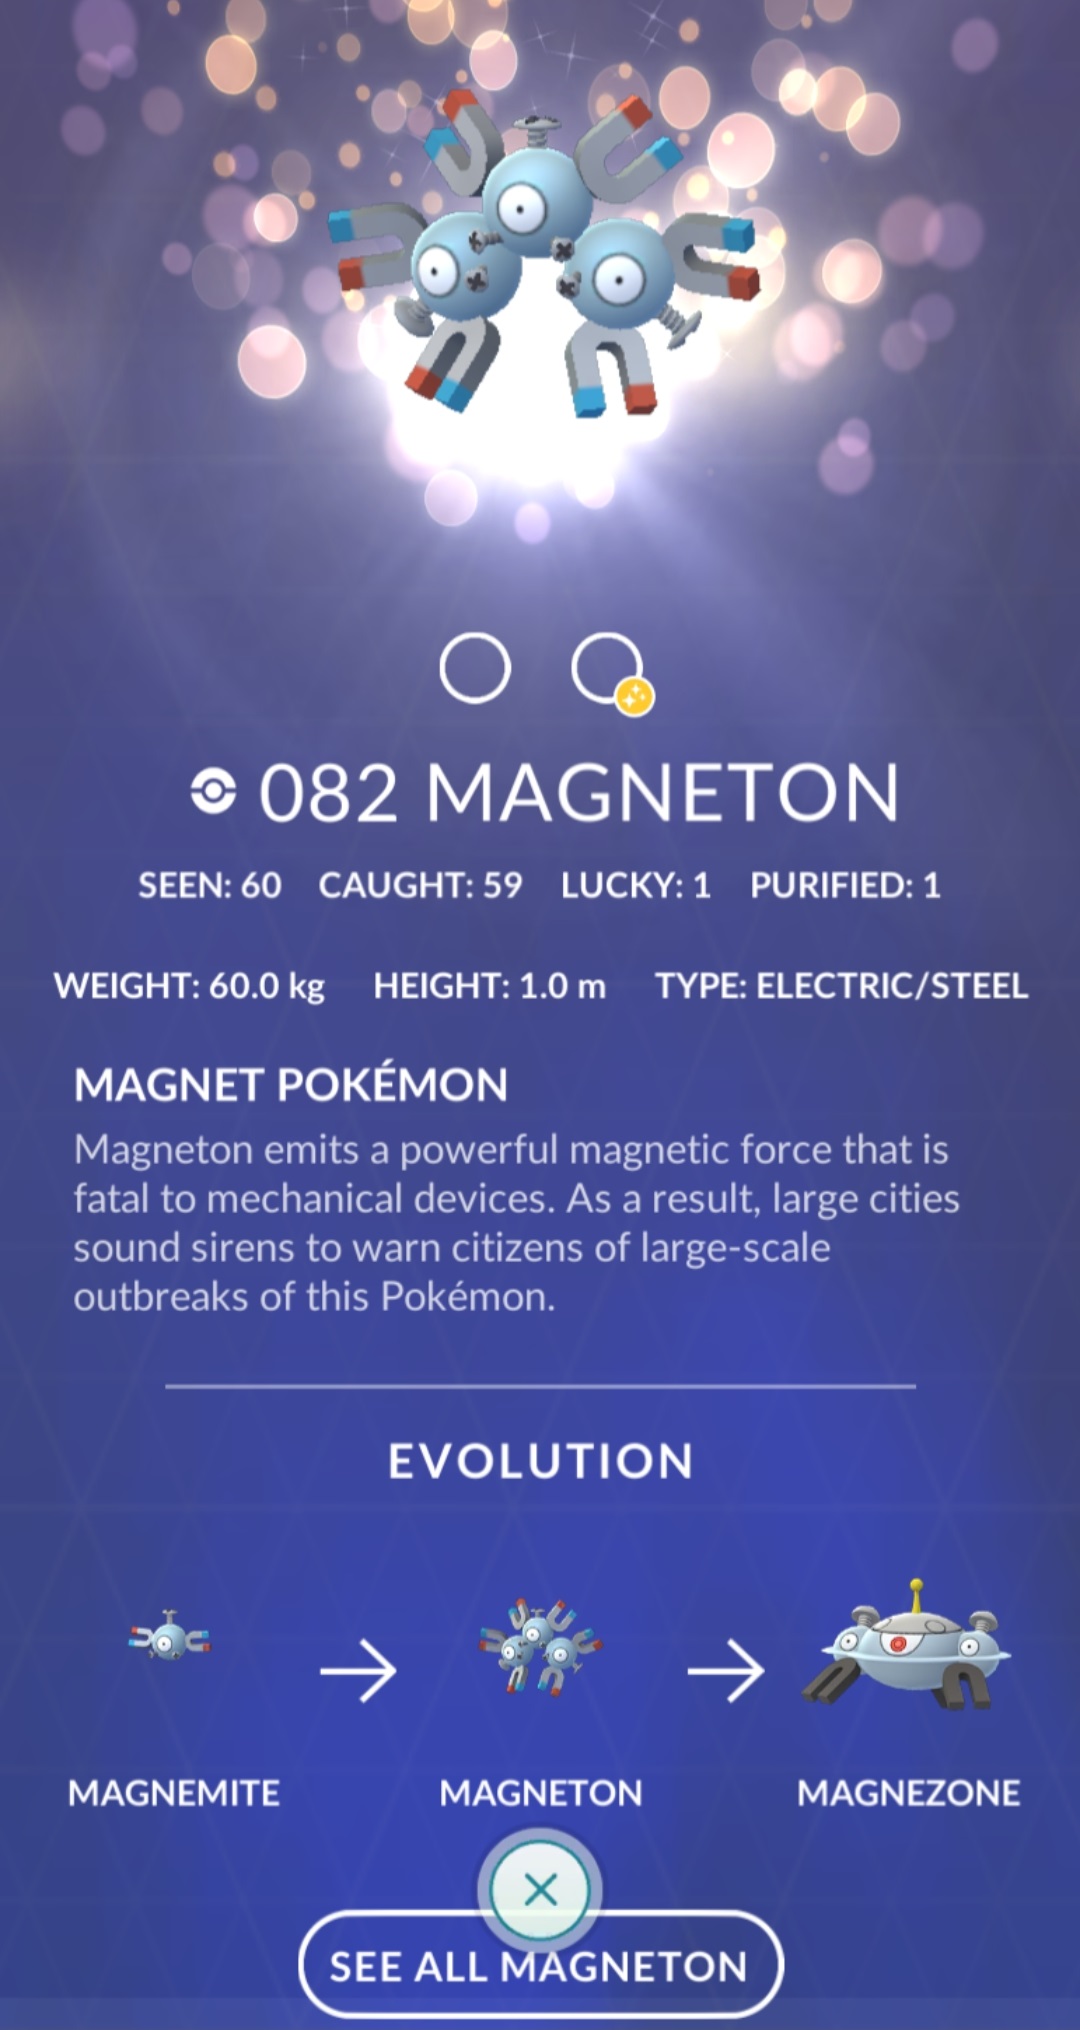 082 MAGNETON
SEEN: 60 CAUGHT: 59 LUCKY: 1 PURIFIED: 1
WEIGHT: 60.0 kg HEIGHT: 1.0 m TYPE: ELECTRIC/STEEL
MAGNET POKÉMON
Magneton emits a powerful magnetic force that is
fatal to mechanical devices. As a result, large cities
sound sirens to warn citizens of large-scale
outbreaks of this Pokémon.
EVOLUTION
MAGNEMITE MAGNETON MAGNEZONE
SEE ALL MAGNETON